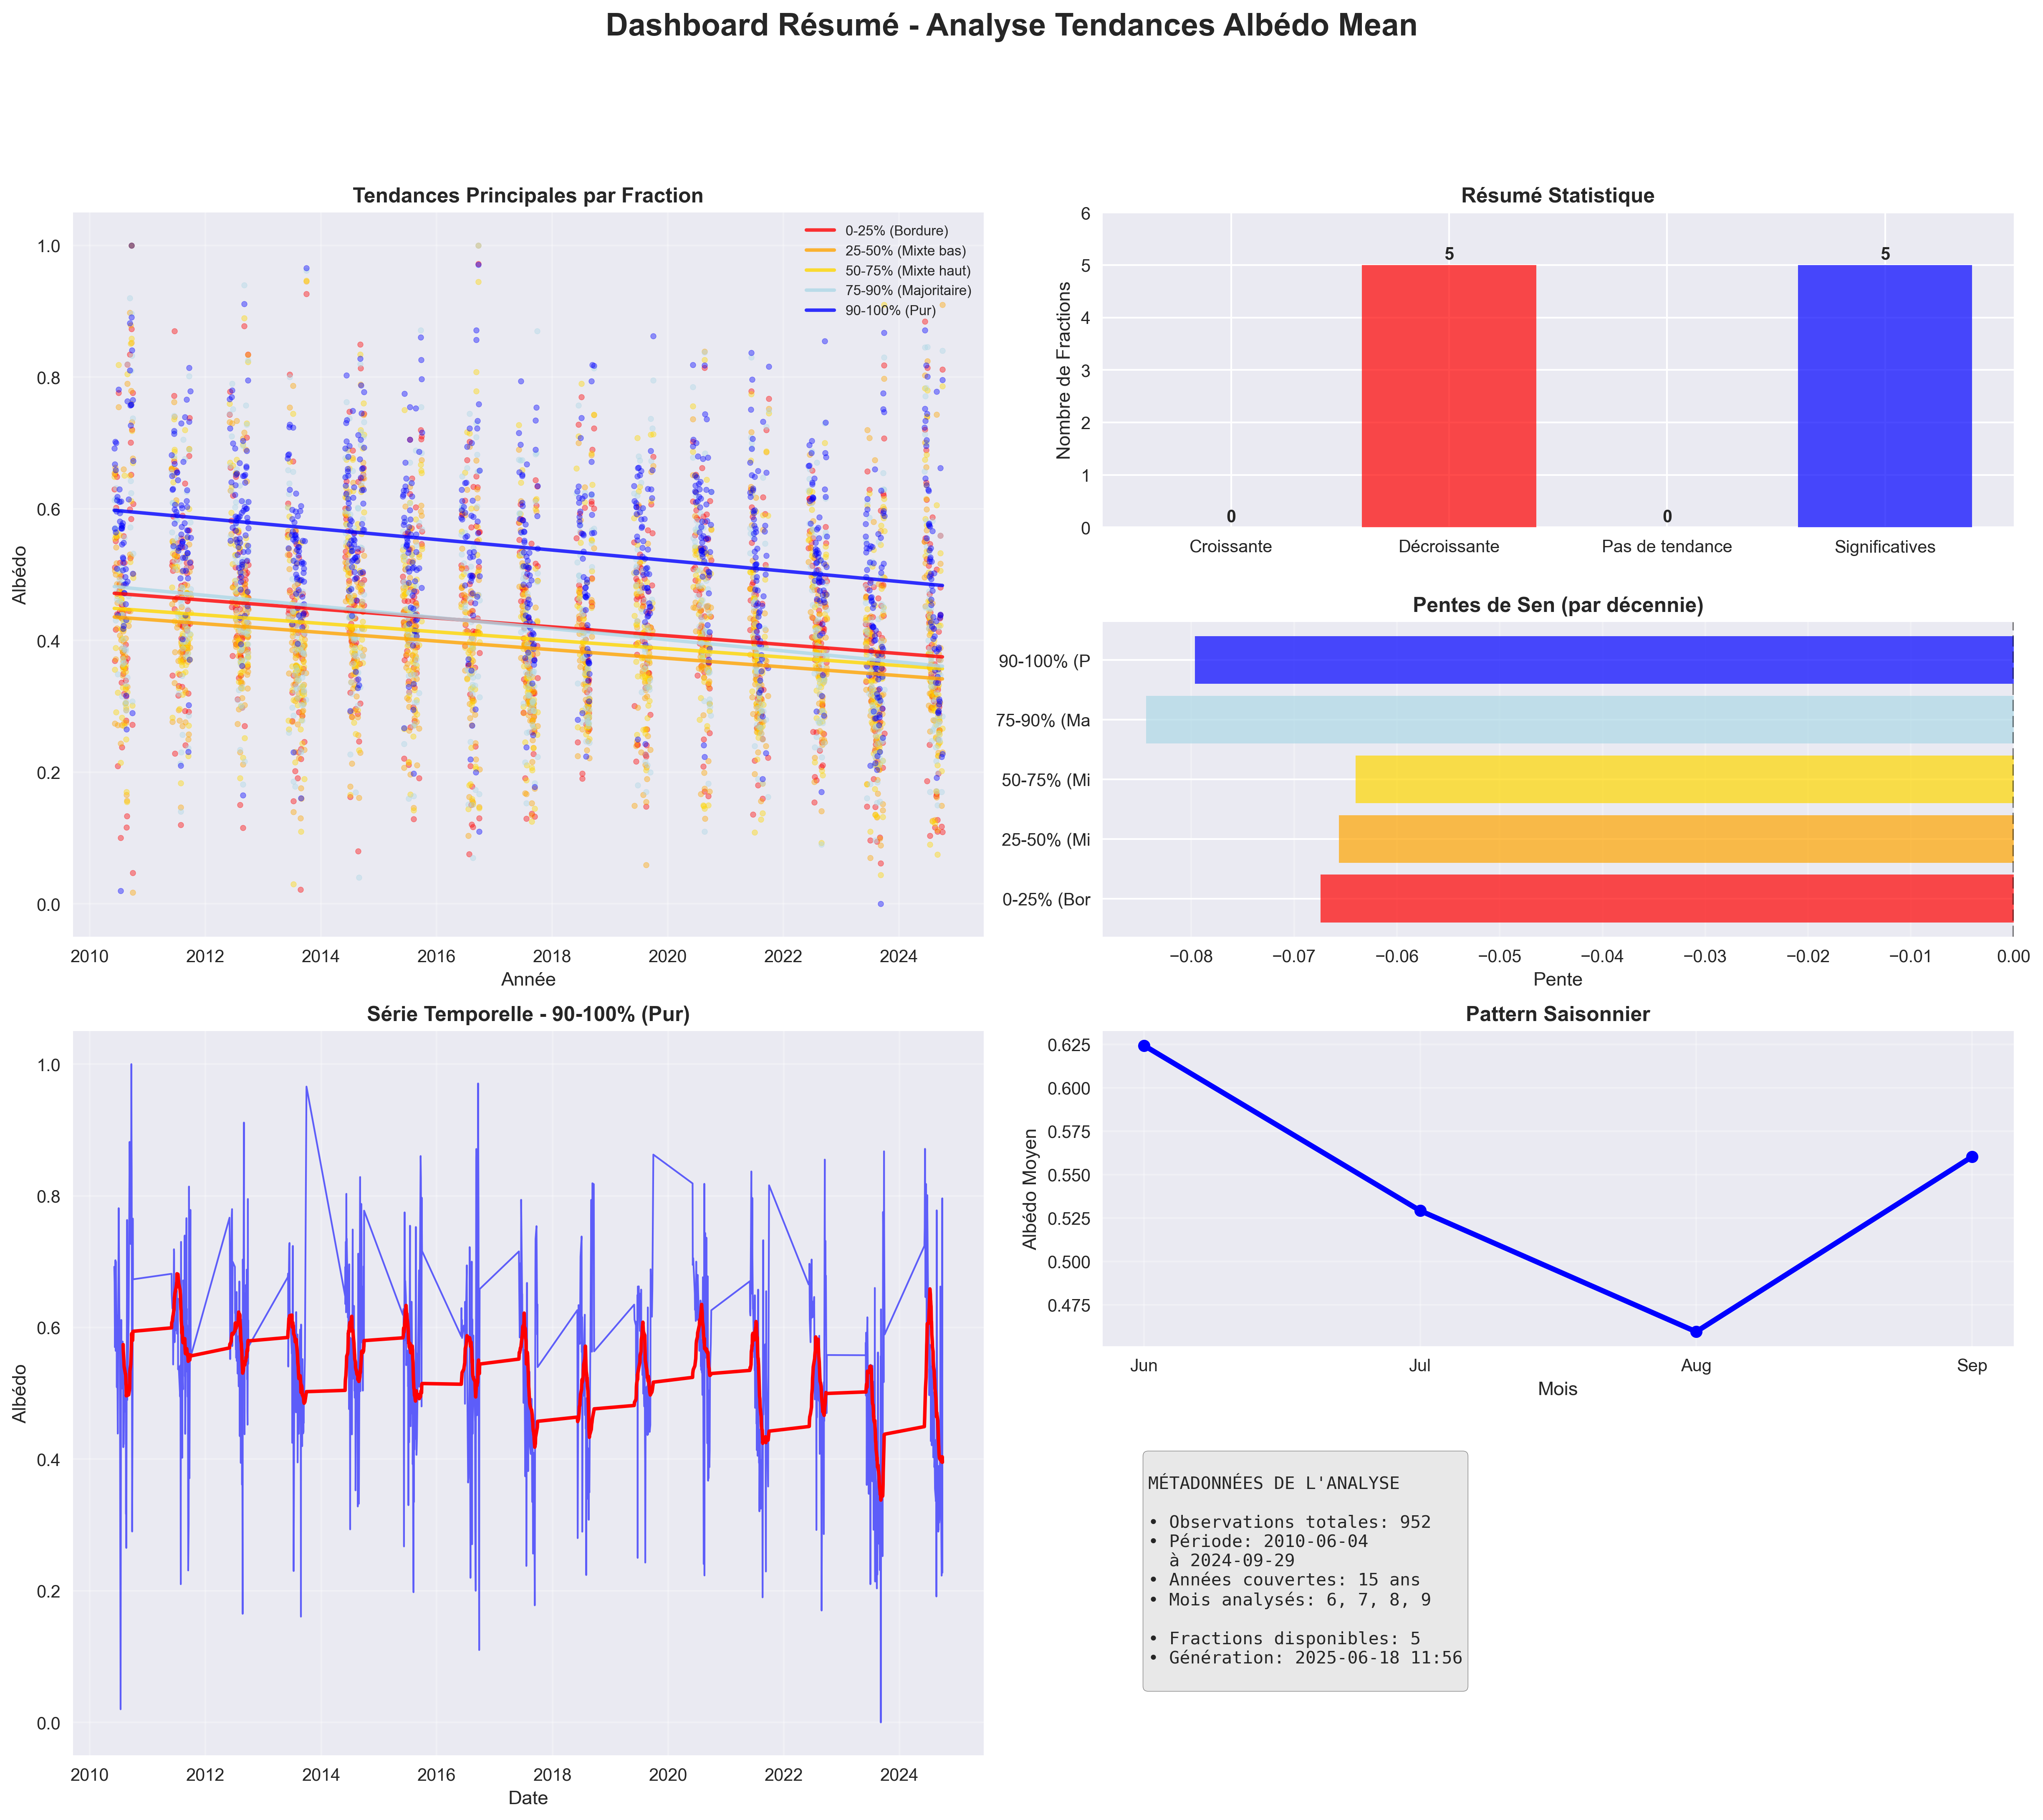 Dashboard Résumé - Analyse Tendances Albédo Mean
Tendances Principales par Fraction
Albédo
1.0
0.8
0.6
0.4
0.2
0.0
0-25% (Bordure)
25-50% (Mixte bas)
50-75% (Mixte haut)
75-90% (Majoritaire)
90-100% (Pur)
2010 2012 2014 2016 2018 2020 2022 2024
Année
Résumé Statistique
Nombre de Fractions
6
5
4
3
2
1
0
0 5 0 5
Croissante Décroissante Pas de tendance Significatives
Pentes de Sen (par décennie)
90-100% (P
75-90% (Ma
50-75% (Mi
25-50% (Mi
0-25% (Bor
−0.08 −0.07 −0.06 −0.05 −0.04 −0.03 −0.02 −0.01 0.00
Pente
Série Temporelle - 90-100% (Pur)
Albédo
1.0
0.8
0.6
0.4
0.2
0.0
2010 2012 2014 2016 2018 2020 2022 2024
Date
Pattern Saisonnier
Albédo Moyen
0.625
0.600
0.575
0.550
0.525
0.500
0.475
Jun Jul Aug Sep
Mois
MÉTADONNÉES DE L'ANALYSE
• Observations totales: 952
• Période: 2010-06-04
à 2024-09-29
• Années couvertes: 15 ans
• Mois analysés: 6, 7, 8, 9
• Fractions disponibles: 5
• Génération: 2025-06-18 11:56